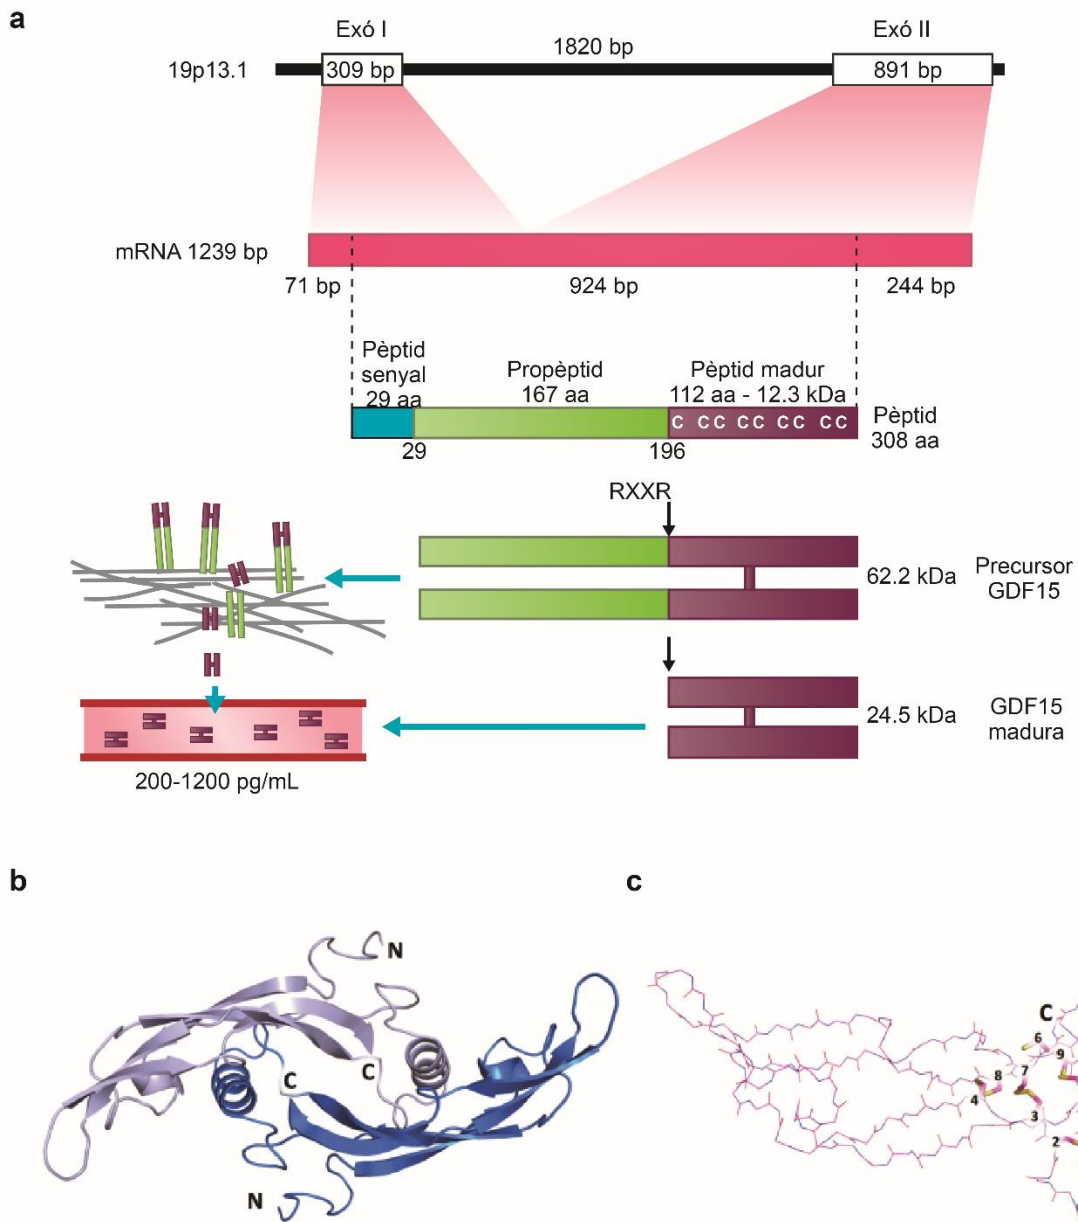 a
Exó I
1820 bp
Exó II
19p13.1
309 bp
891 bp
mRNA 1239 bp
71 bp
924 bp
244 bp
Pèptid
senyal
29 aa
Propèptid
167 aa
Pèptid madur
112 aa - 12.3 kDa
C CC CC CC CC
Pèptid
308 aa
29
196
RXXR
62.2 kDa
Precursor
GDF15
24.5 kDa
GDF15
madura
200-1200 pg/mL
b
c
N
C
C
N
C
6
9
7
8
4
3
2